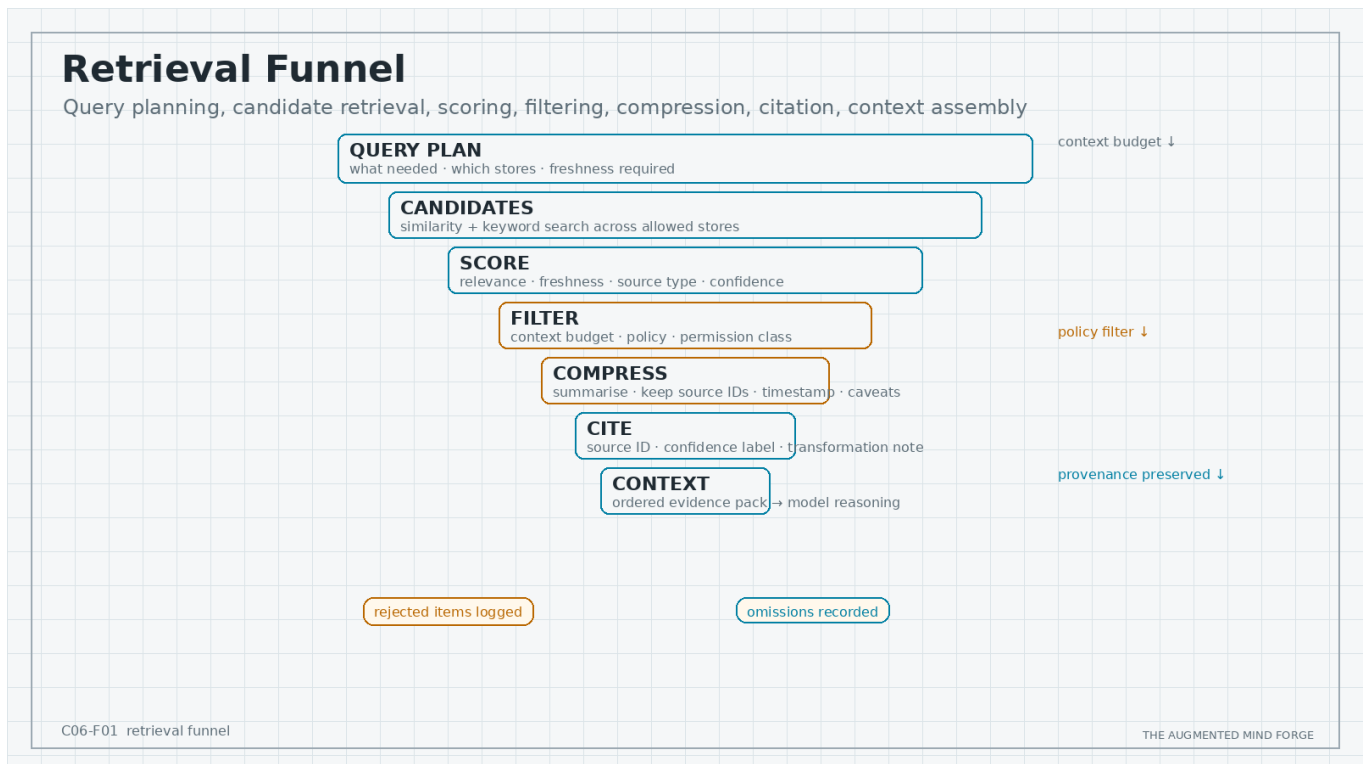 Retrieval Funnel
Query planning, candidate retrieval, scoring, filtering, compression, citation, context assembly
QUERY PLAN
what needed · which stores · freshness required
context budget ↓
CANDIDATES
similarity + keyword search across allowed stores
SCORE
relevance · freshness · source type · confidence
FILTER
context budget · policy · permission class
policy filter ↓
COMPRESS
summarise · keep source IDs · timestamp · caveats
CITE
source ID · confidence label · transformation note
CONTEXT
ordered evidence pack → model reasoning
provenance preserved ↓
rejected items logged
omissions recorded
C06-F01 retrieval funnel
THE AUGMENTED MIND FORGE